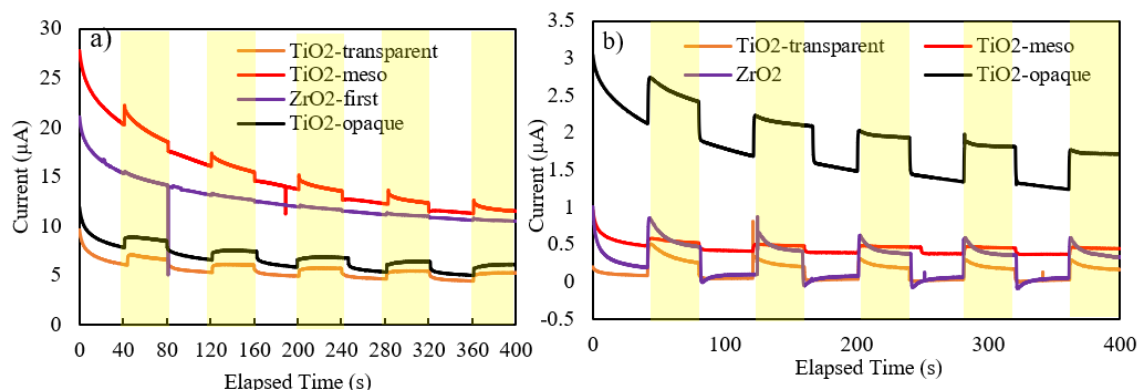 a)
TiO2-transparent
TiO2-meso
ZrO2-first
TiO2-opaque
Current (µA)
30
25
20
15
10
5
0
0 40 80 120 160 200 240 280 320 360 400
Elapsed Time (s)
b)
TiO2-transparent TiO2-meso
ZrO2 TiO2-opaque
Current (µA)
3.5
3
2.5
2
1.5
1
0.5
0
-0.5
0 100 200 300 400
Elapsed Time (s)